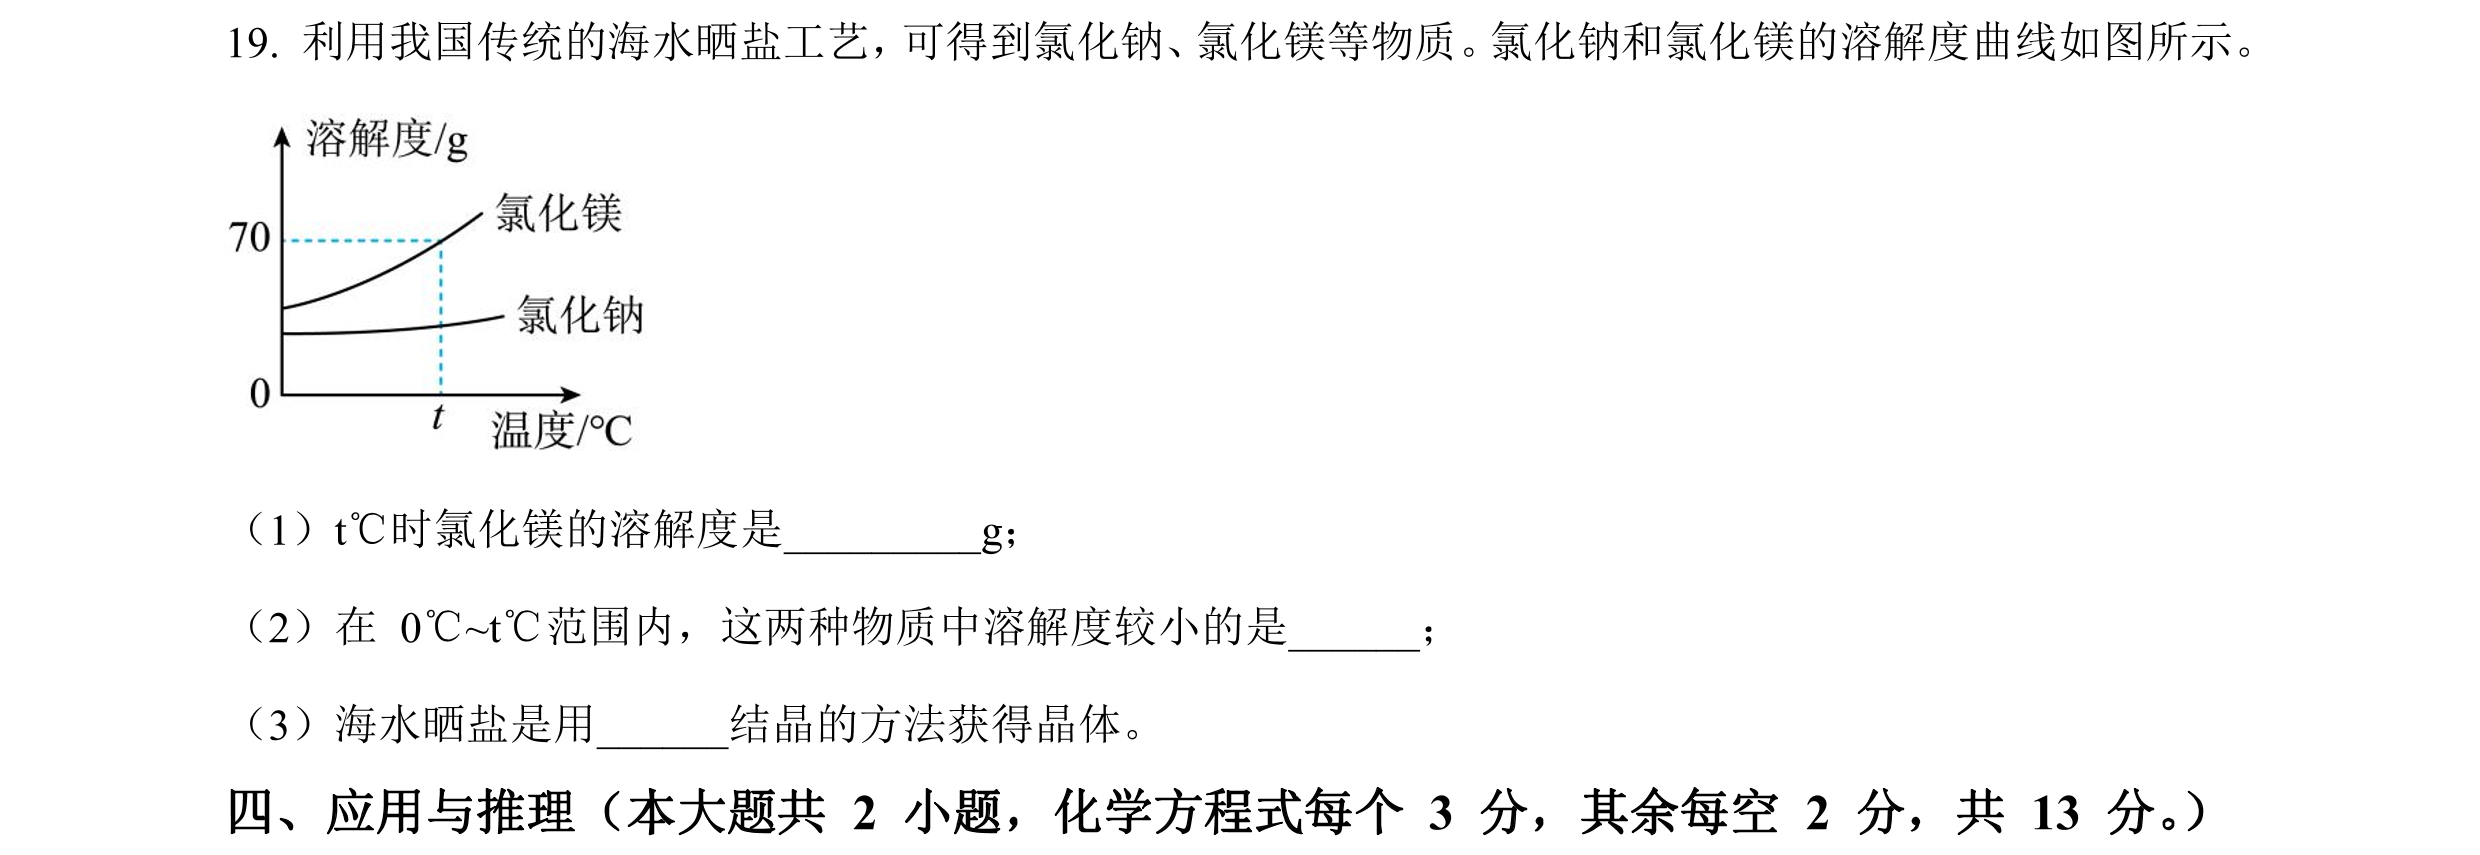 19. 利用我国传统的海水晒盐工艺，可得到氯化钠、氯化镁等物质。氯化钠和氯化镁的溶解度曲线如图所示。
溶解度/g
氯化镁
70
氯化钠
0
t
温度/℃
（1）t℃时氯化镁的溶解度是_________g；
（2）在 0℃~t℃范围内，这两种物质中溶解度较小的是______；
（3）海水晒盐是用______结晶的方法获得晶体。
四、应用与推理（本大题共 2 小题，化学方程式每个 3 分，其余每空 2 分，共 13 分。）